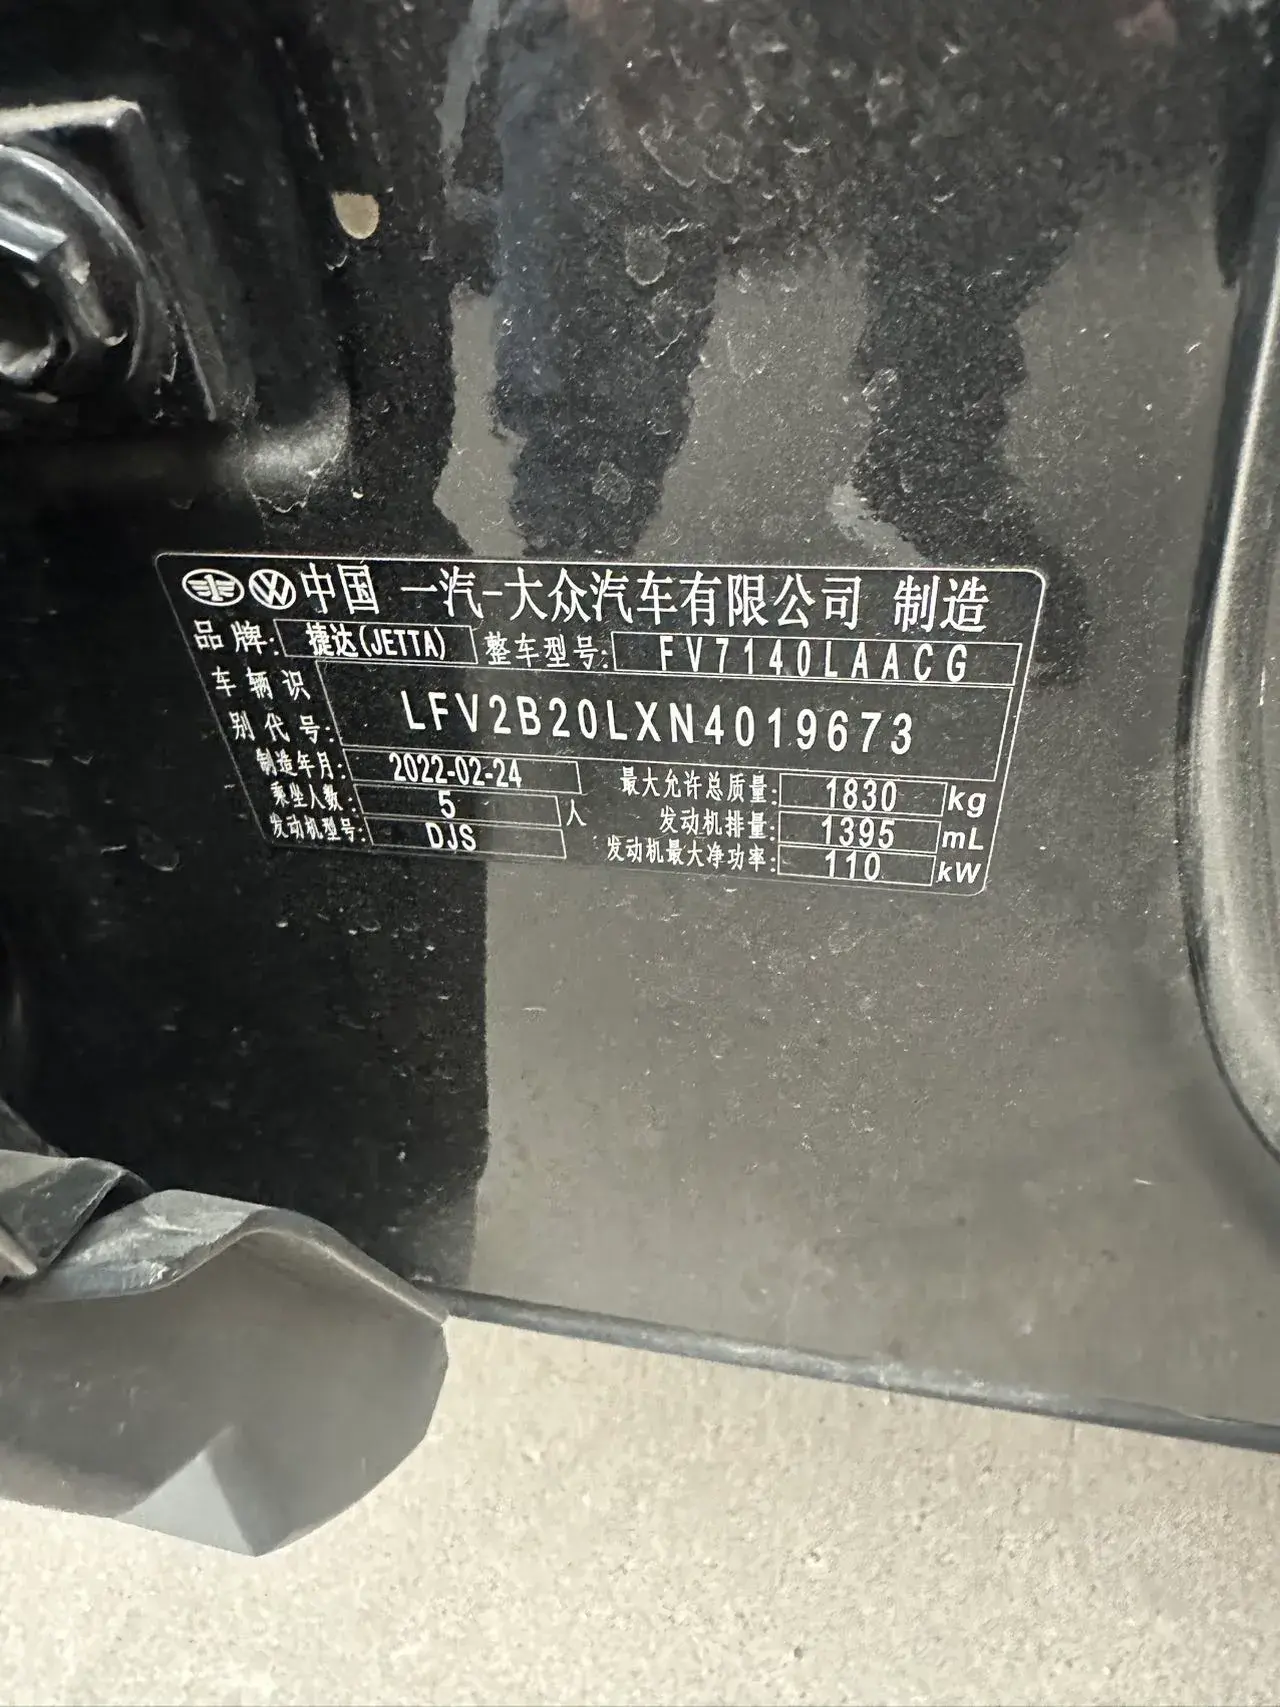 中国 一汽-大众汽车有限公司 制造
品牌: 捷达(JETTA) 整车型号: FV7140LAACG
车辆识别代号: LFV2B20LXN4019673
制造年月: 2022-02-24 最大允许总质量: 1830 kg
乘坐人数: 5 人 发动机排量: 1395 mL
发动机型号: DJS 发动机最大净功率: 110 kW